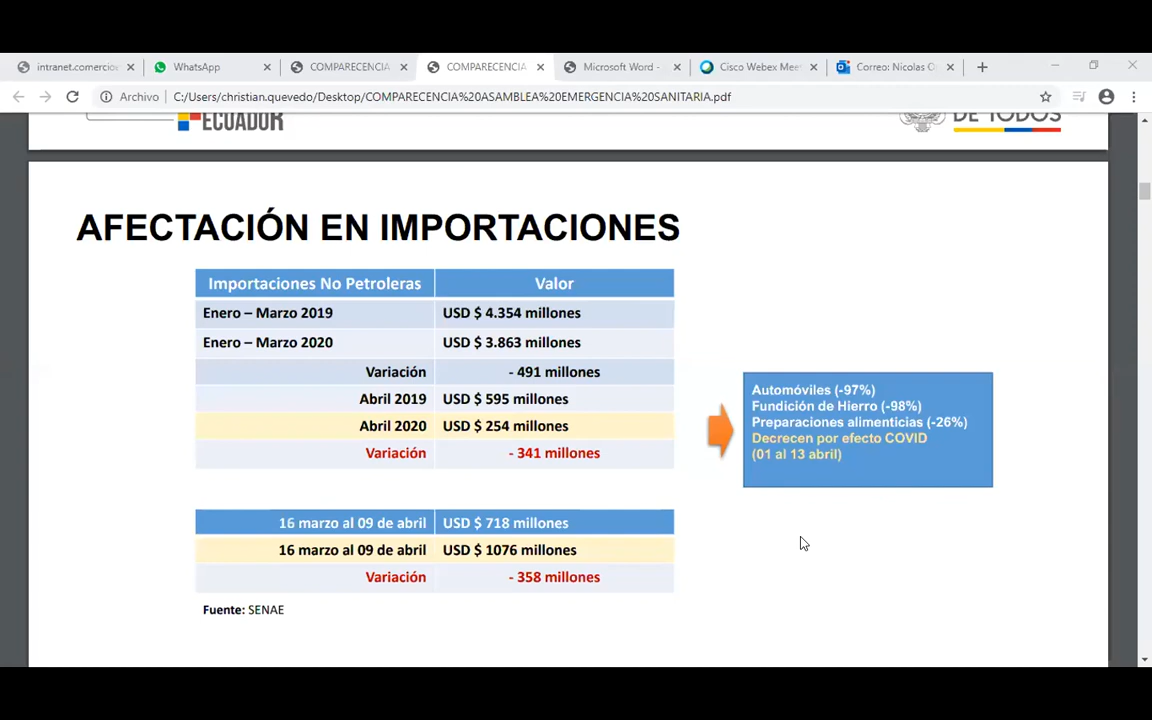 intranet.comercioe
WhatsApp
COMPARECENCIA
COMPARECENCIA
Microsoft Word -
Cisco Webex Mee
Correo: Nicolas O
Archivo
C:/Users/christian.quevedo/Desktop/COMPARECENCIA%20ASAMBLEA%20EMERGENCIA%20SANITARIA.pdf
ECUADOR
DE TODOS
AFECTACIÓN EN IMPORTACIONES
Importaciones No Petroleras Valor
Enero – Marzo 2019 USD $ 4.354 millones
Enero – Marzo 2020 USD $ 3.863 millones
Variación - 491 millones
Abril 2019 USD $ 595 millones
Abril 2020 USD $ 254 millones
Variación - 341 millones
Automóviles (-97%)
Fundición de Hierro (-98%)
Preparaciones alimenticias (-26%)
Decrecen por efecto COVID
(01 al 13 abril)
16 marzo al 09 de abril USD $ 718 millones
16 marzo al 09 de abril USD $ 1076 millones
Variación - 358 millones
Fuente: SENAE